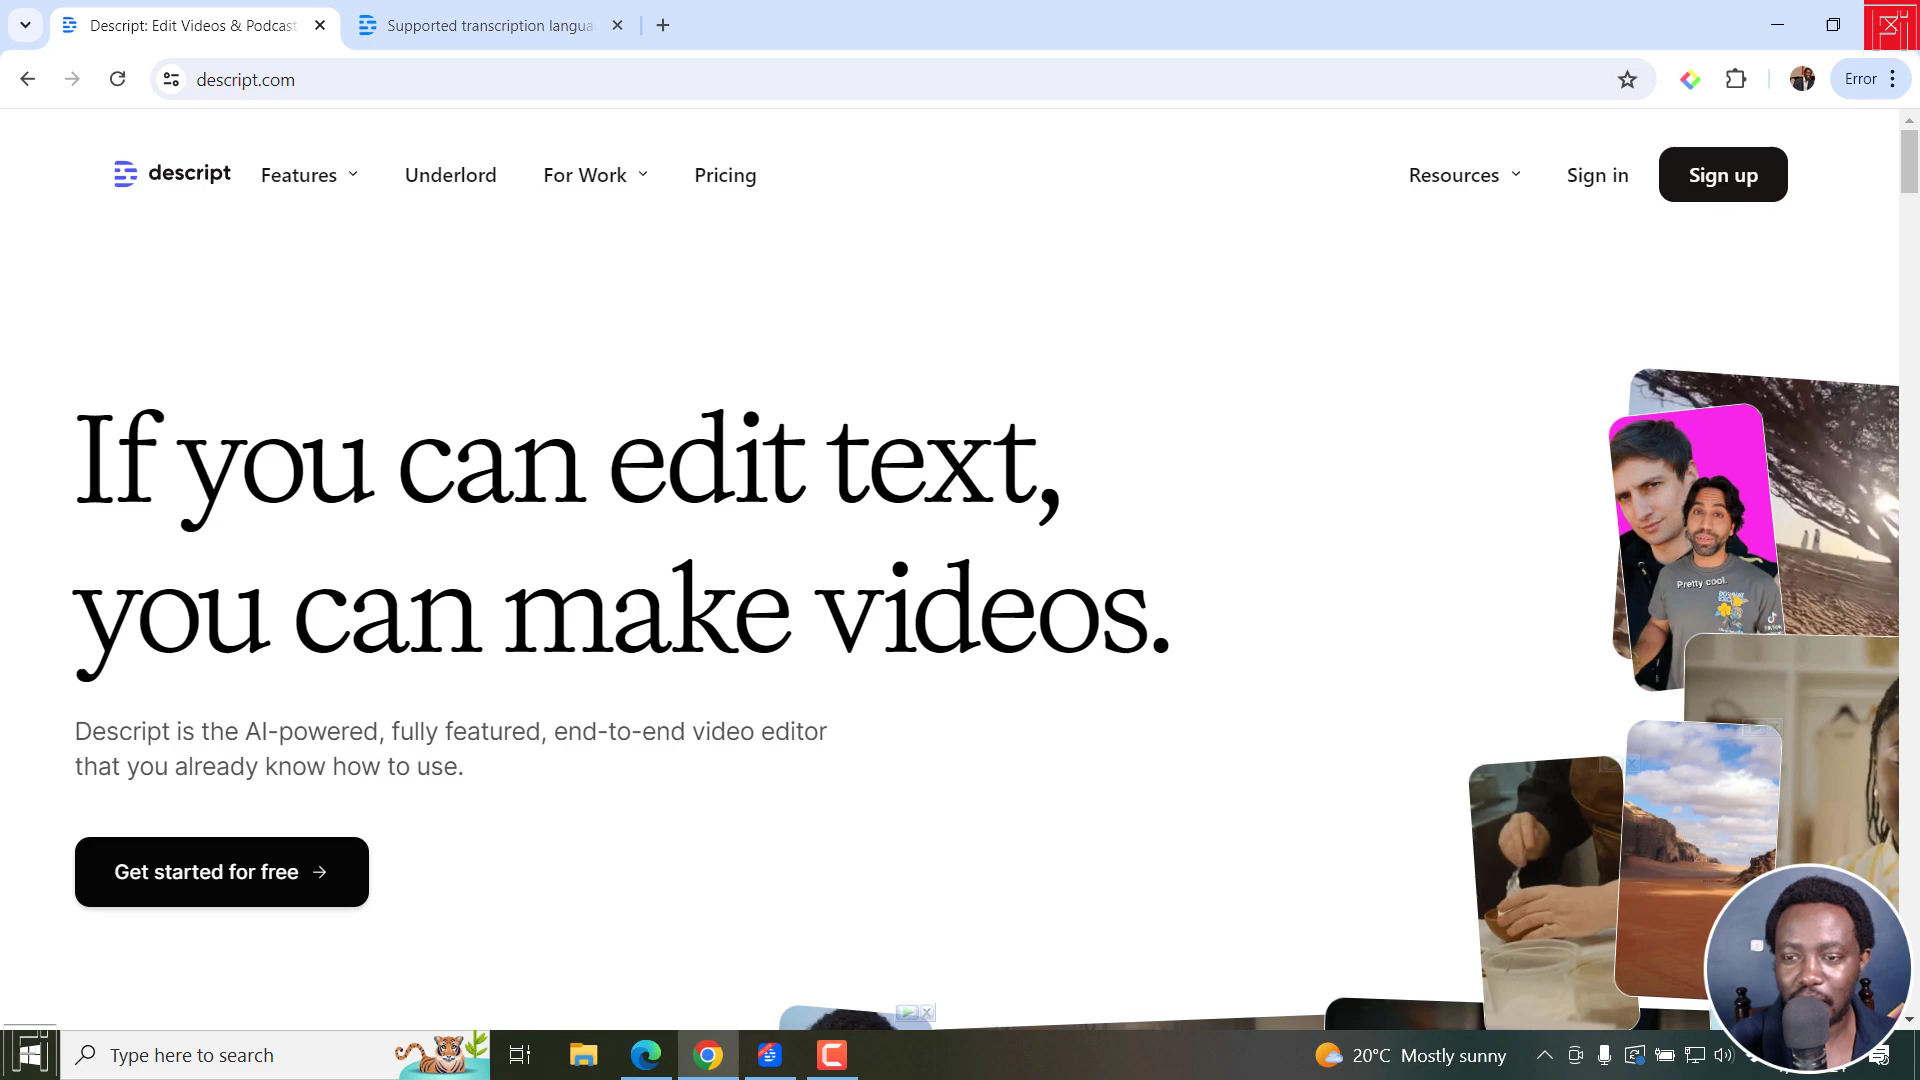 Descript: Edit Videos & Podcast
Supported transcription langua
descript.com
Error
descript
Features
Underlord
For Work
Pricing
Resources
Sign in
Sign up
If you can edit text,
you can make videos.
Descript is the AI-powered, fully featured, end-to-end video editor
that you already know how to use.
Get started for free
Pretty cool.
Type here to search
20°C Mostly sunny